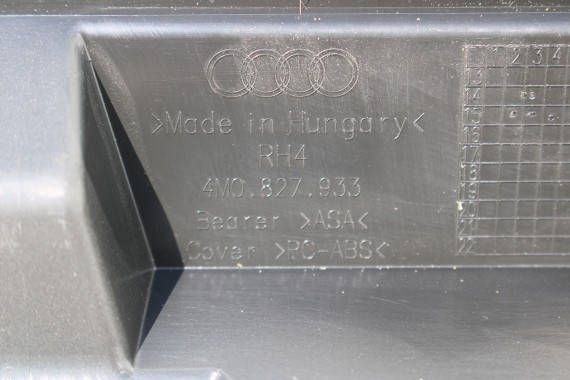 >Made in Hungary<
RH4
4M0.827.933
Bearer >ASA<
Cover >PC-ABS<
1 2 3 4
13
14
15
16
17
18
19
20
21
22